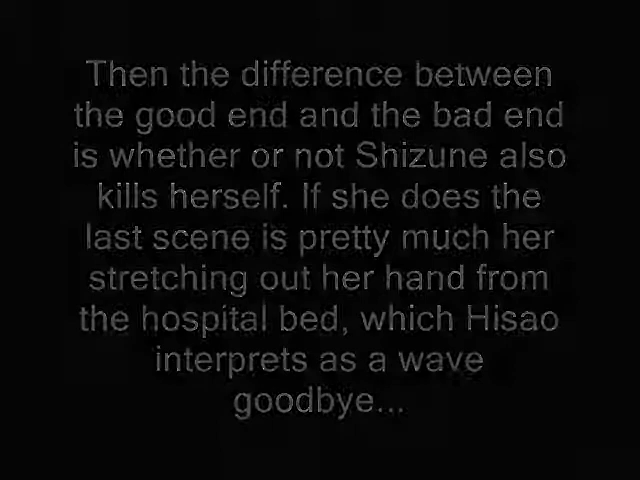 Then the difference between
the good end and the bad end
is whether or not Shizune also
kills herself. If she does the
last scene is pretty much her
stretching out her hand from
the hospital bed, which Hisao
interprets as a wave
goodbye...